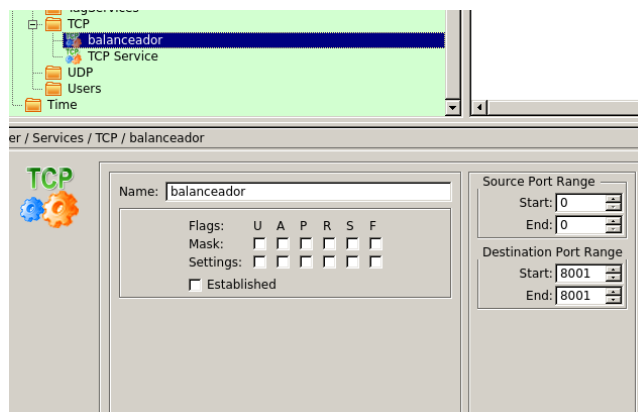 TagServices
TCP
balanceador
TCP Service
UDP
Users
Time
er / Services / TCP / balanceador
TCP
Name: balanceador
Flags: U A P R S F
Mask:
Settings:
Established
Source Port Range
Start: 0
End: 0
Destination Port Range
Start: 8001
End: 8001